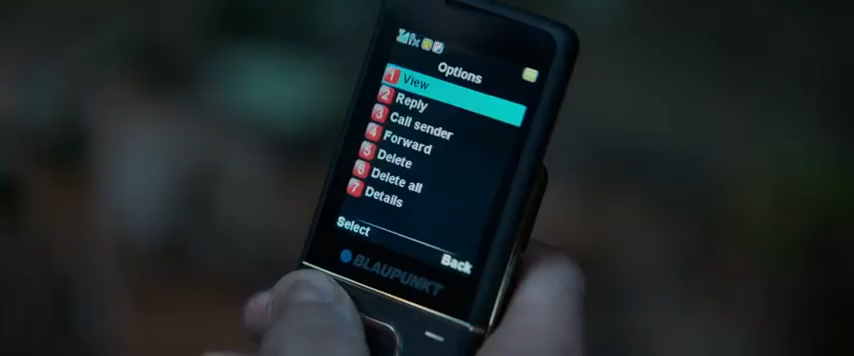 Options
1 View
2 Reply
3 Call sender
4 Forward
5 Delete
6 Delete all
7 Details
Select
Back
BLAUPUNKT